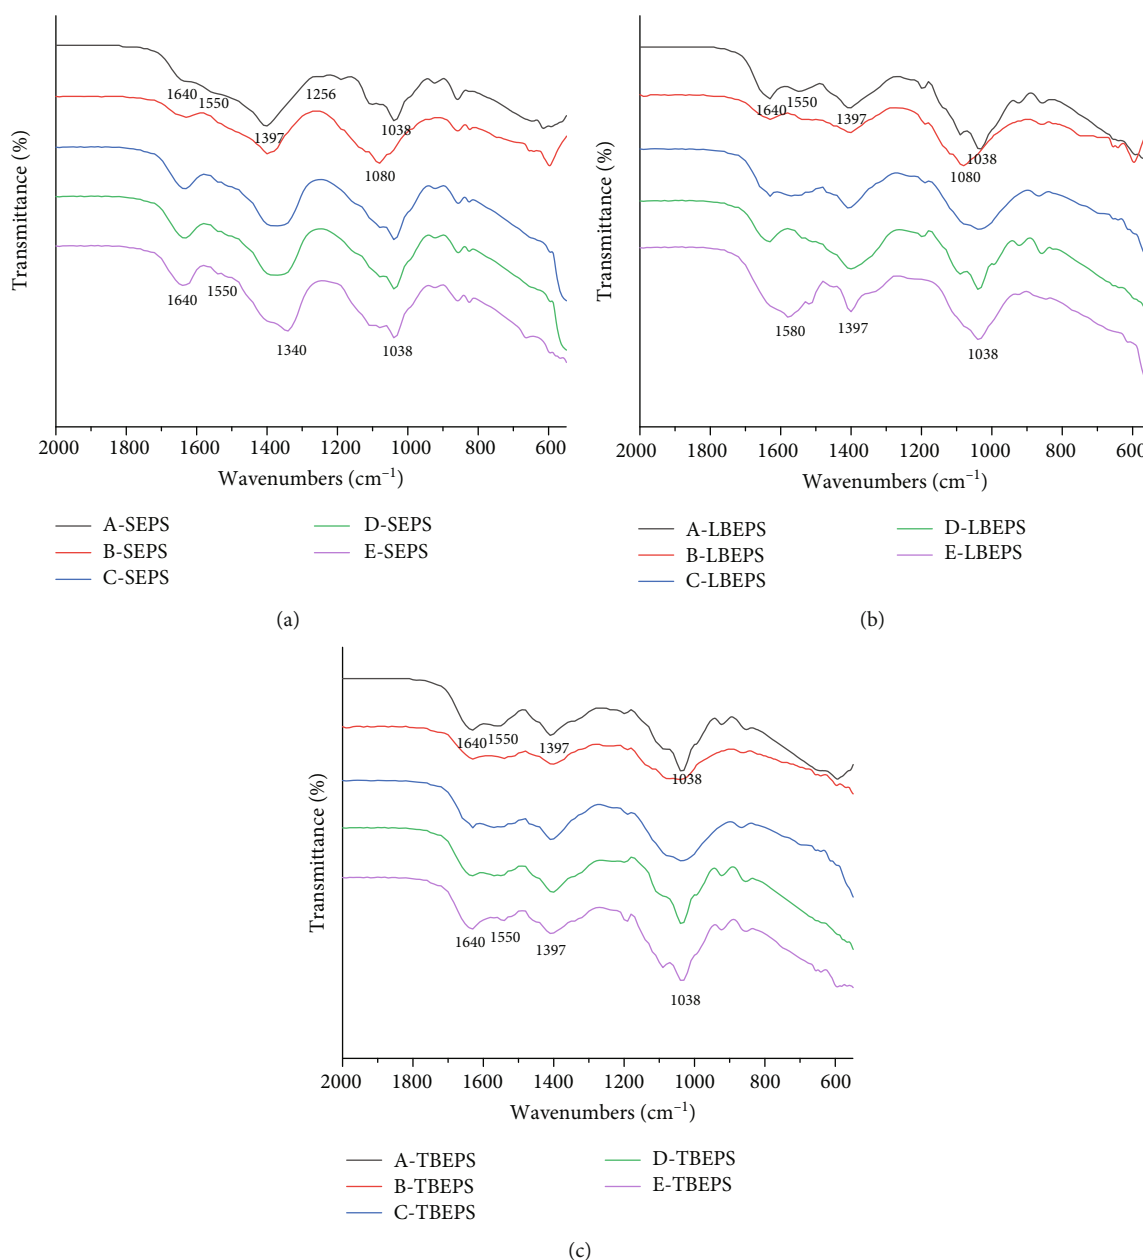 1640
1550
1256
1397
1038
1080
1640
1550
1340
1038
Transmittance (%)
2000 1800 1600 1400 1200 1000 800 600
Wavenumbers (cm⁻¹)
A-SEPS
B-SEPS
C-SEPS
D-SEPS
E-SEPS
(a)
1640
1550
1397
1038
1080
1580
1397
1038
Transmittance (%)
2000 1800 1600 1400 1200 1000 800 600
Wavenumbers (cm⁻¹)
A-LBEPS
B-LBEPS
C-LBEPS
D-LBEPS
E-LBEPS
(b)
1640
1550
1397
1038
1640
1550
1397
1038
Transmittance (%)
2000 1800 1600 1400 1200 1000 800 600
Wavenumbers (cm⁻¹)
A-TBEPS
B-TBEPS
C-TBEPS
D-TBEPS
E-TBEPS
(c)